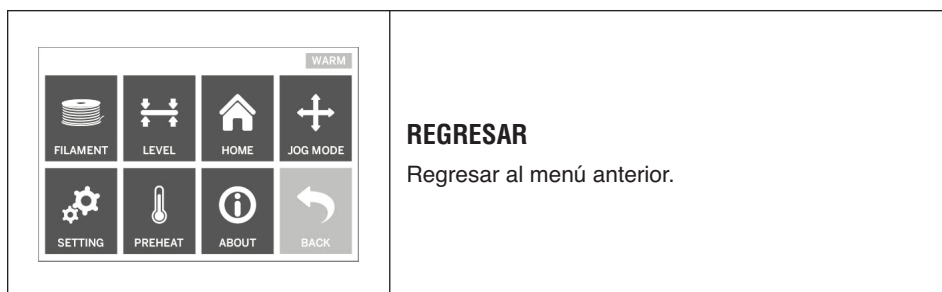 WARM
FILAMENT LEVEL HOME JOG MODE
SETTING PREHEAT ABOUT BACK
REGRESAR
Regresar al menú anterior.